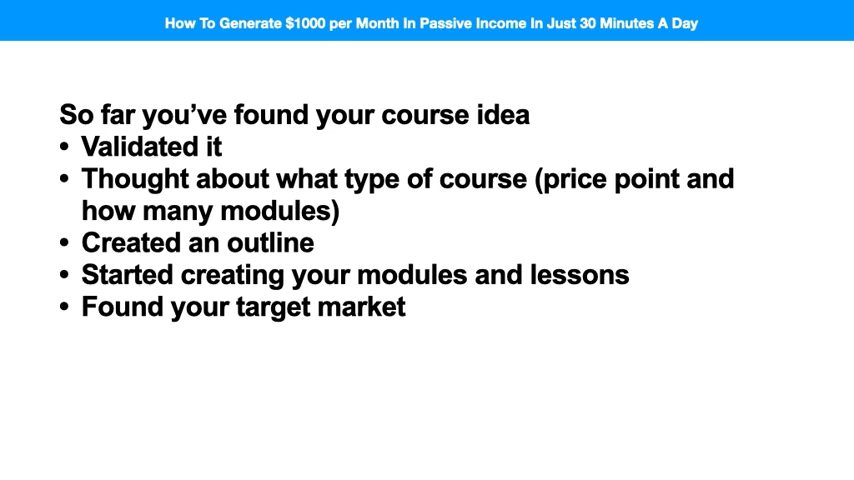 How To Generate $1000 per Month In Passive Income In Just 30 Minutes A Day
So far you’ve found your course idea
• Validated it
• Thought about what type of course (price point and
how many modules)
• Created an outline
• Started creating your modules and lessons
• Found your target market